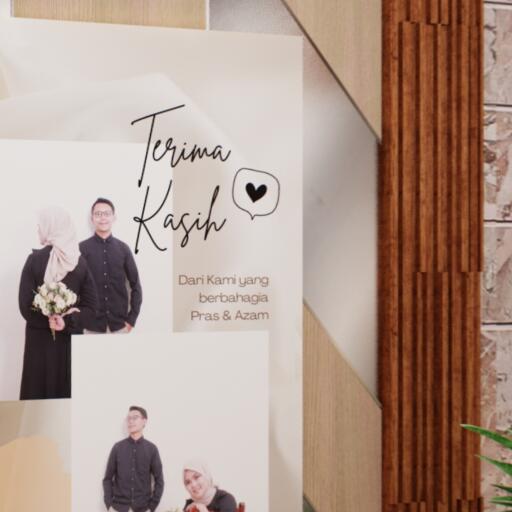 Terima
Kasih
Dari Kami yang
berbahagia
Pras & Azam